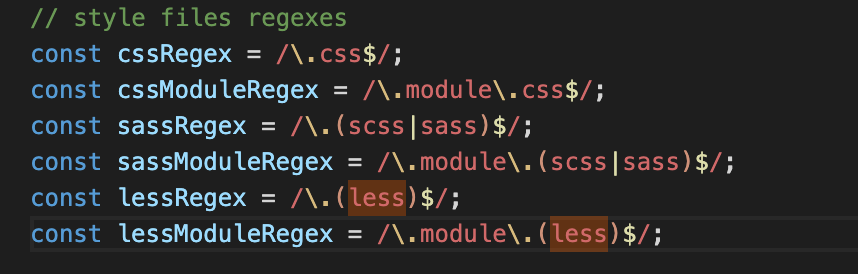 // style files regexes
const cssRegex = /\.css$/;
const cssModuleRegex = /\.module\.css$/;
const sassRegex = /\.(scss|sass)$/;
const sassModuleRegex = /\.module\.(scss|sass)$/;
const lessRegex = /\.(less)$/;
const lessModuleRegex = /\.module\.(less)$/;